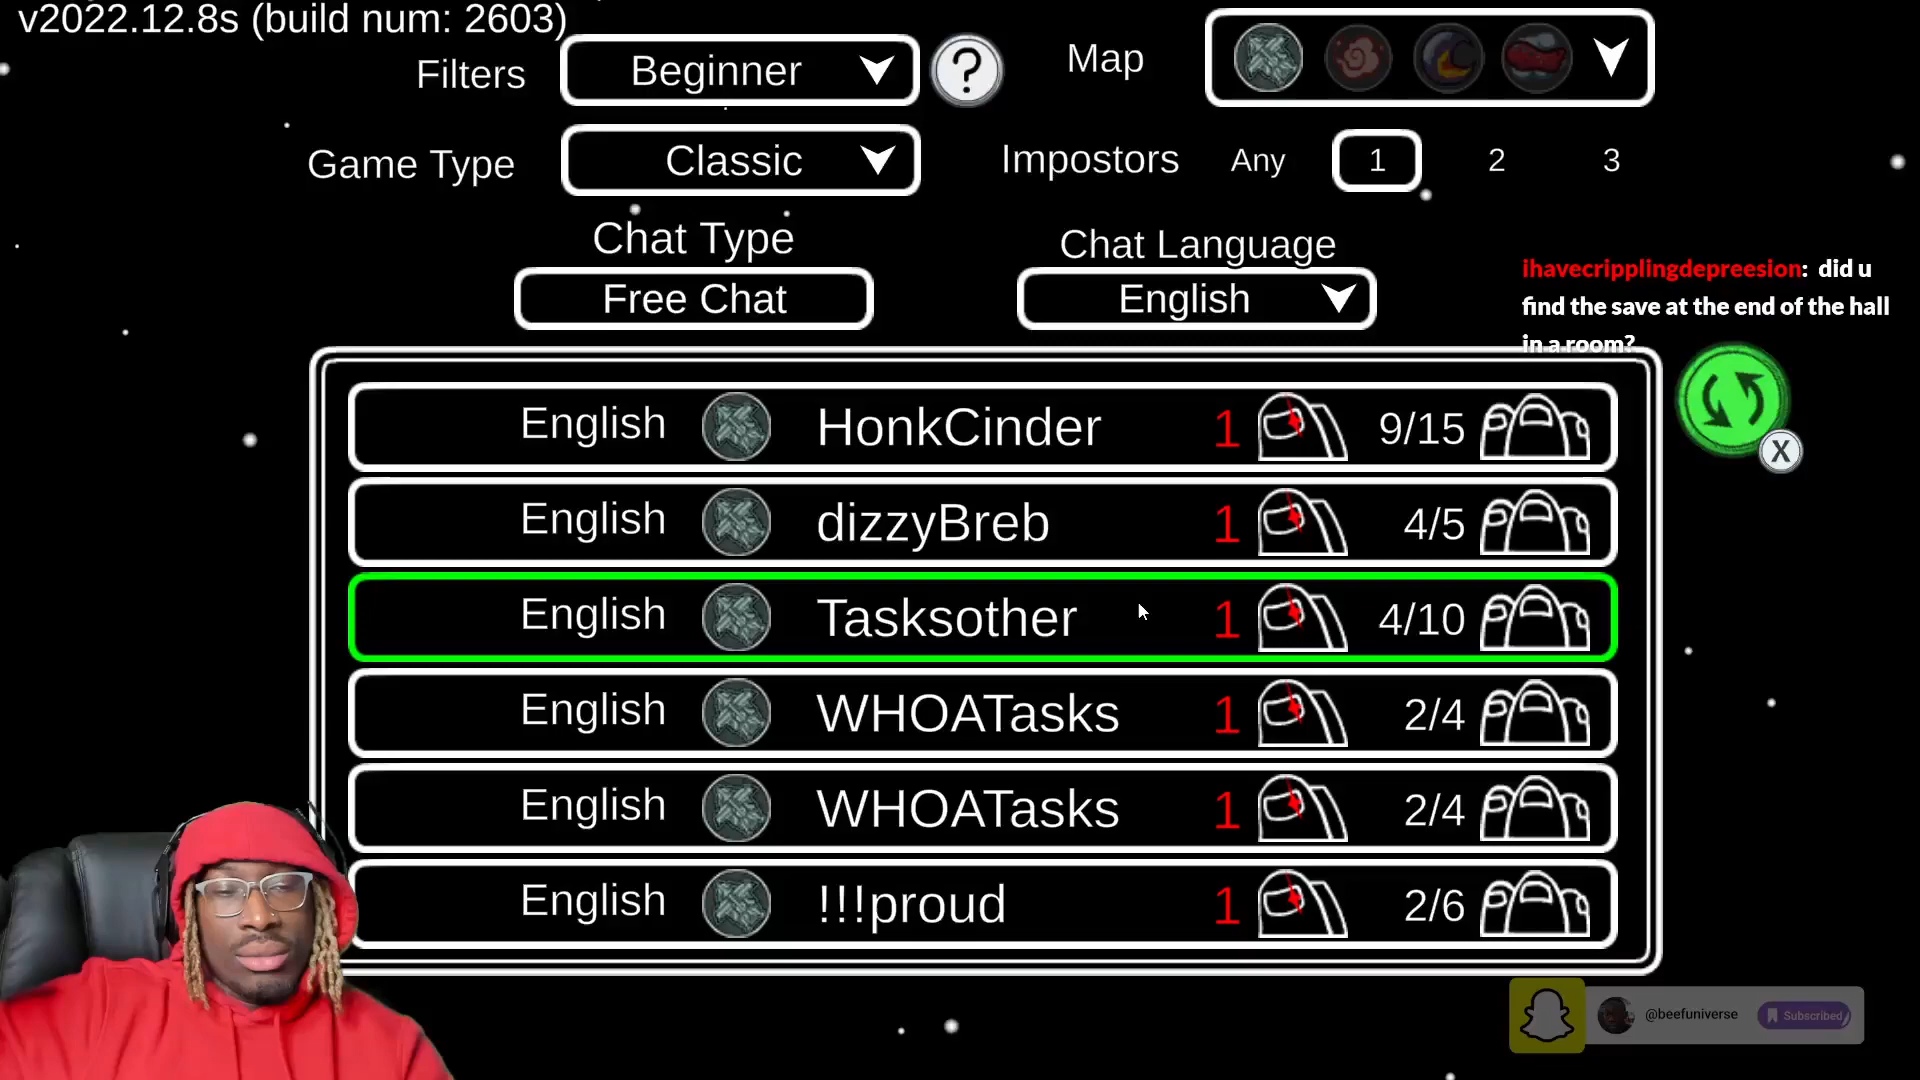 v2022.12.8s (build num: 2603)
Filters
Beginner
?
Map
Game Type
Classic
Impostors
Any
1
2
3
Chat Type
Chat Language
Free Chat
English
ihavecripplingdepreesion: did u
find the save at the end of the hall
in a room?
X
English HonkCinder 1 9/15
English dizzyBreb 1 4/5
English Tasksother 1 4/10
English WHOATasks 1 2/4
English WHOATasks 1 2/4
English !!!proud 1 2/6
@beefuniverse Subscribed